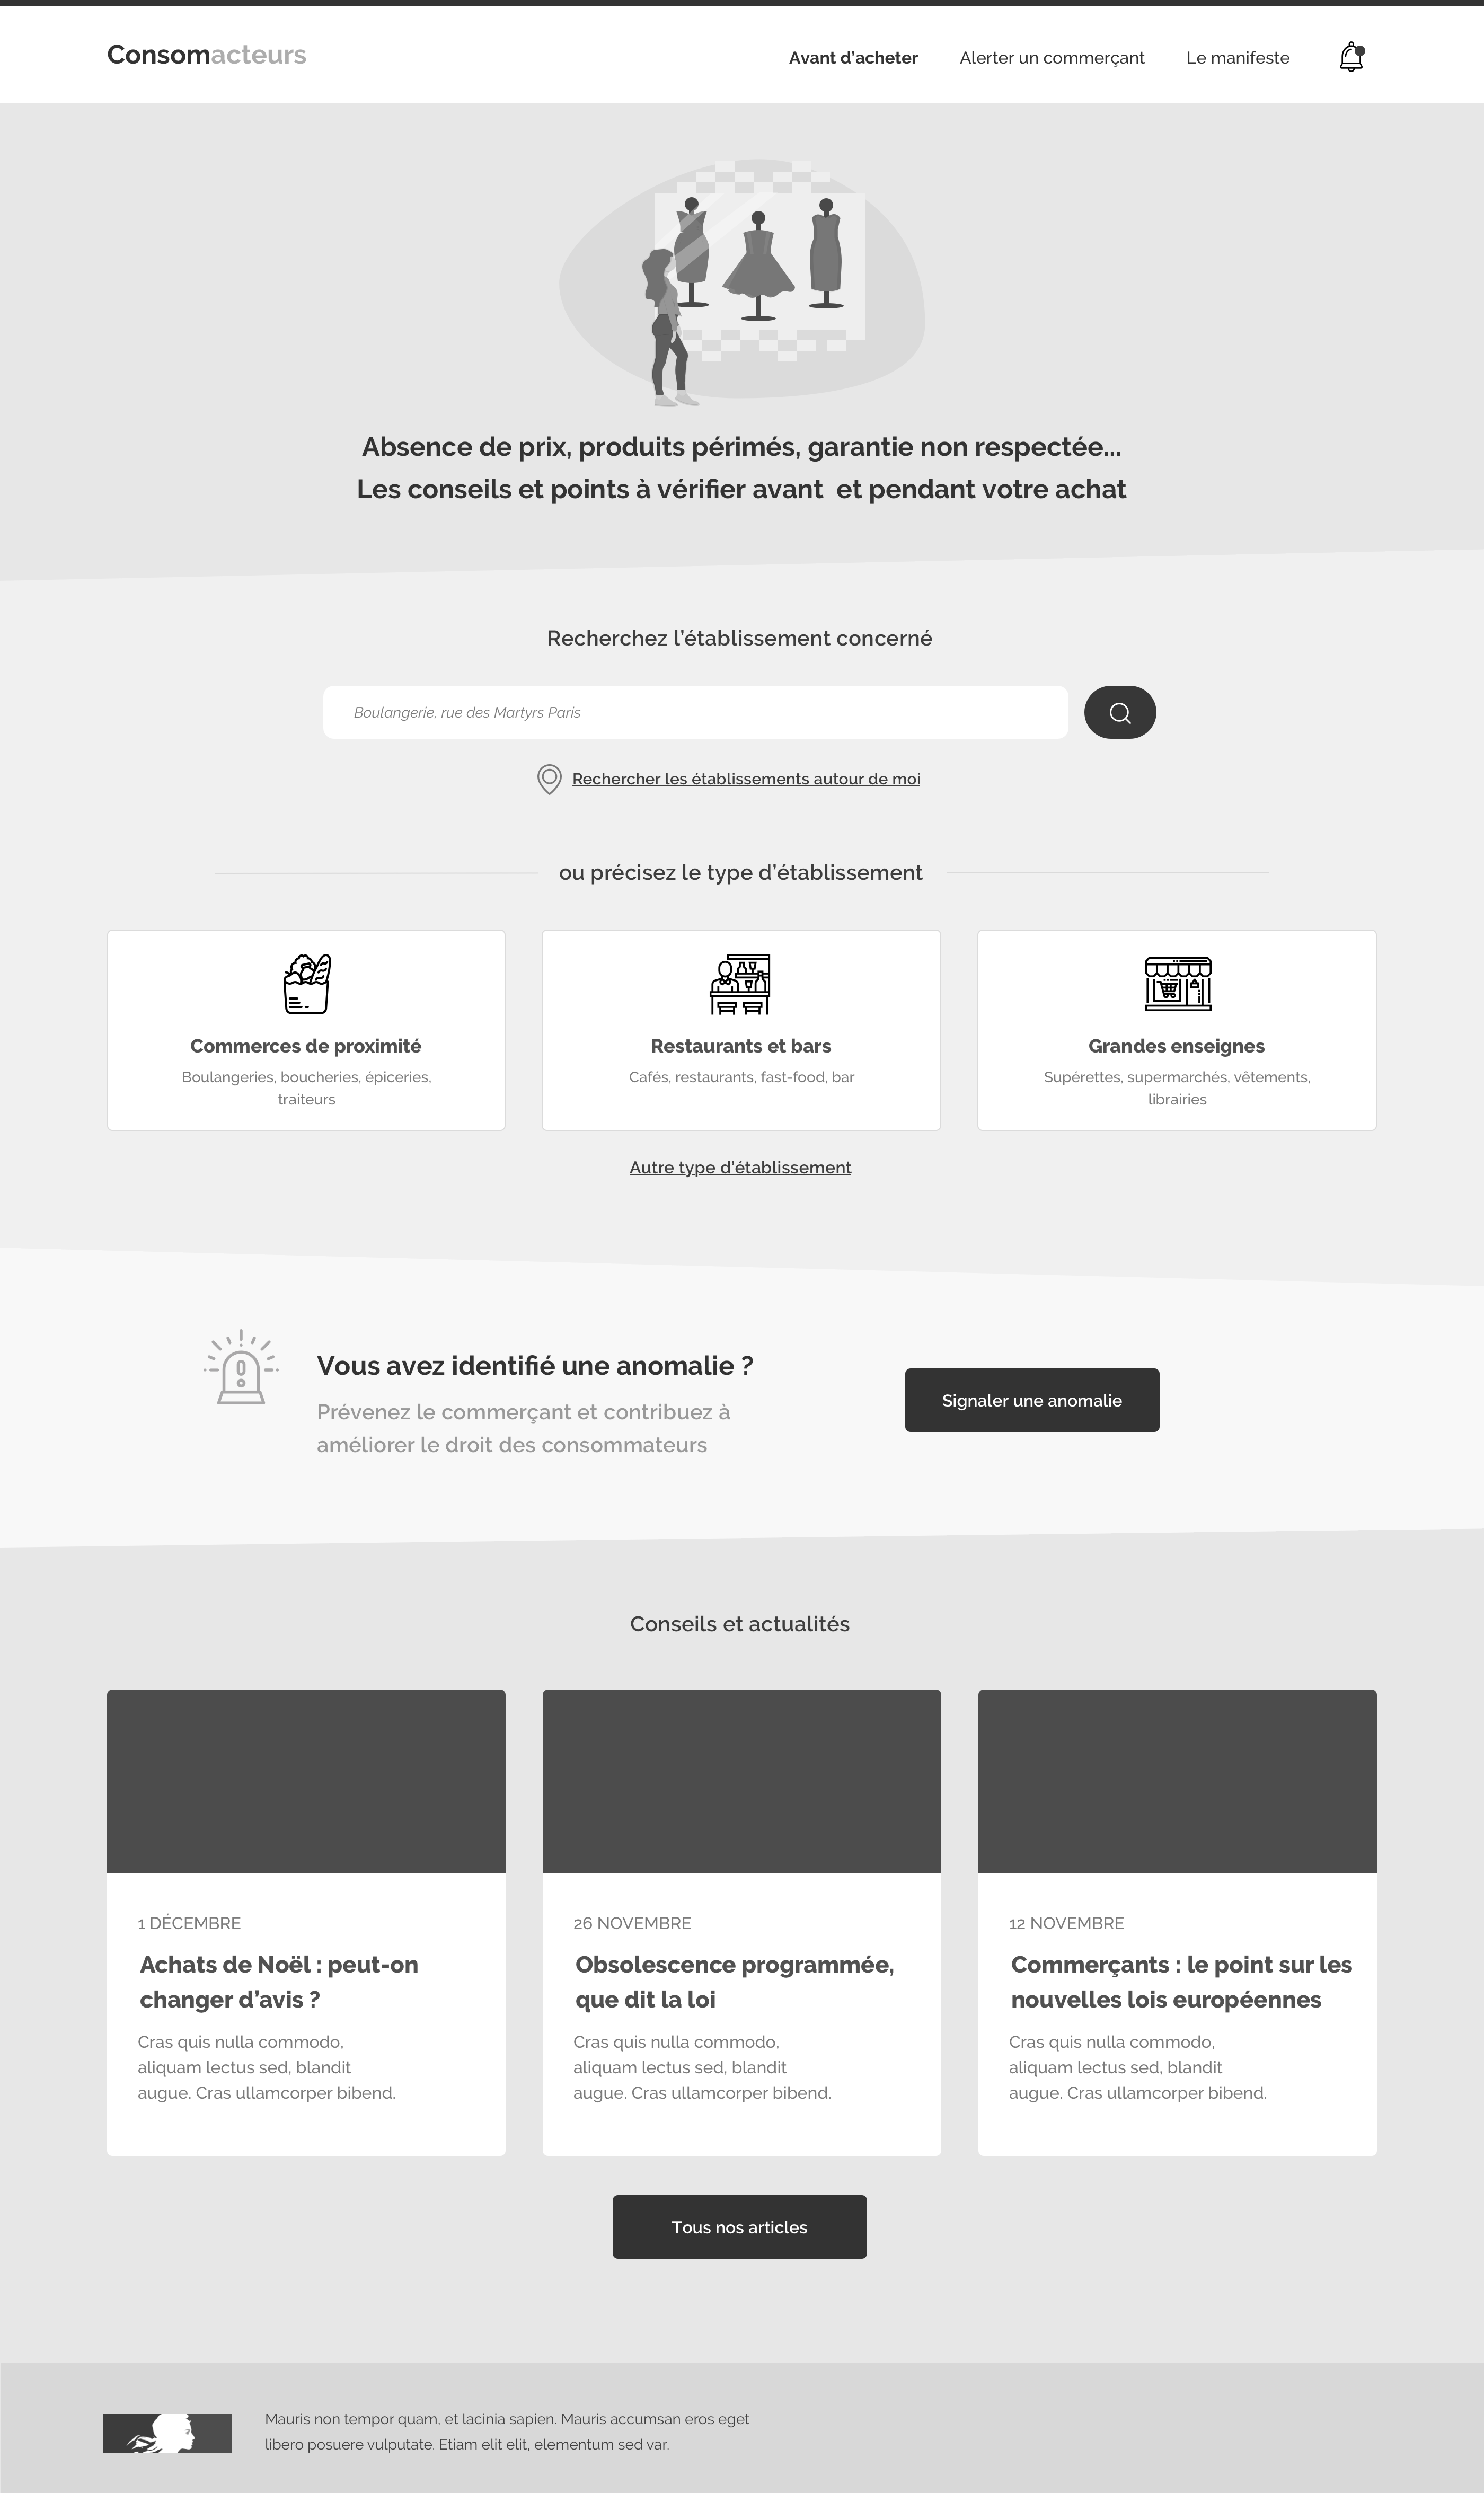 Consomacteurs
Avant d’acheter
Alerter un commerçant
Le manifeste
Absence de prix, produits périmés, garantie non respectée...
Les conseils et points à vérifier avant  et pendant votre achat
Recherchez l’établissement concerné
Boulangerie, rue des Martyrs Paris
Rechercher les établissements autour de moi
ou précisez le type d’établissement
Commerces de proximité
Boulangeries, boucheries, épiceries,
traiteurs
Restaurants et bars
Cafés, restaurants, fast-food, bar
Grandes enseignes
Supérettes, supermarchés, vêtements,
librairies
Autre type d’établissement
Vous avez identifié une anomalie ?
Prévenez le commerçant et contribuez à
améliorer le droit des consommateurs
Signaler une anomalie
Conseils et actualités
1 DÉCEMBRE
Achats de Noël : peut-on
changer d’avis ?
Cras quis nulla commodo,
aliquam lectus sed, blandit
augue. Cras ullamcorper bibend.
26 NOVEMBRE
Obsolescence programmée,
que dit la loi
Cras quis nulla commodo,
aliquam lectus sed, blandit
augue. Cras ullamcorper bibend.
12 NOVEMBRE
Commerçants : le point sur les
nouvelles lois européennes
Cras quis nulla commodo,
aliquam lectus sed, blandit
augue. Cras ullamcorper bibend.
Tous nos articles
Mauris non tempor quam, et lacinia sapien. Mauris accumsan eros eget
libero posuere vulputate. Etiam elit elit, elementum sed var.